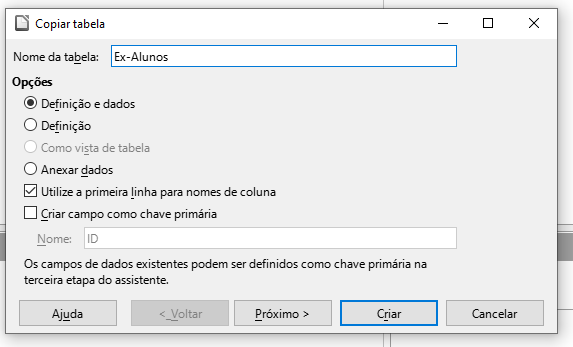 Copiar tabela
Nome da tabela: Ex-Alunos
Opções
Definição e dados
Definição
Como vista de tabela
Anexar dados
Utilize a primeira linha para nomes de coluna
Criar campo como chave primária
Nome: ID
Os campos de dados existentes podem ser definidos como chave primária na
terceira etapa do assistente.
Ajuda < Voltar Próximo > Criar Cancelar